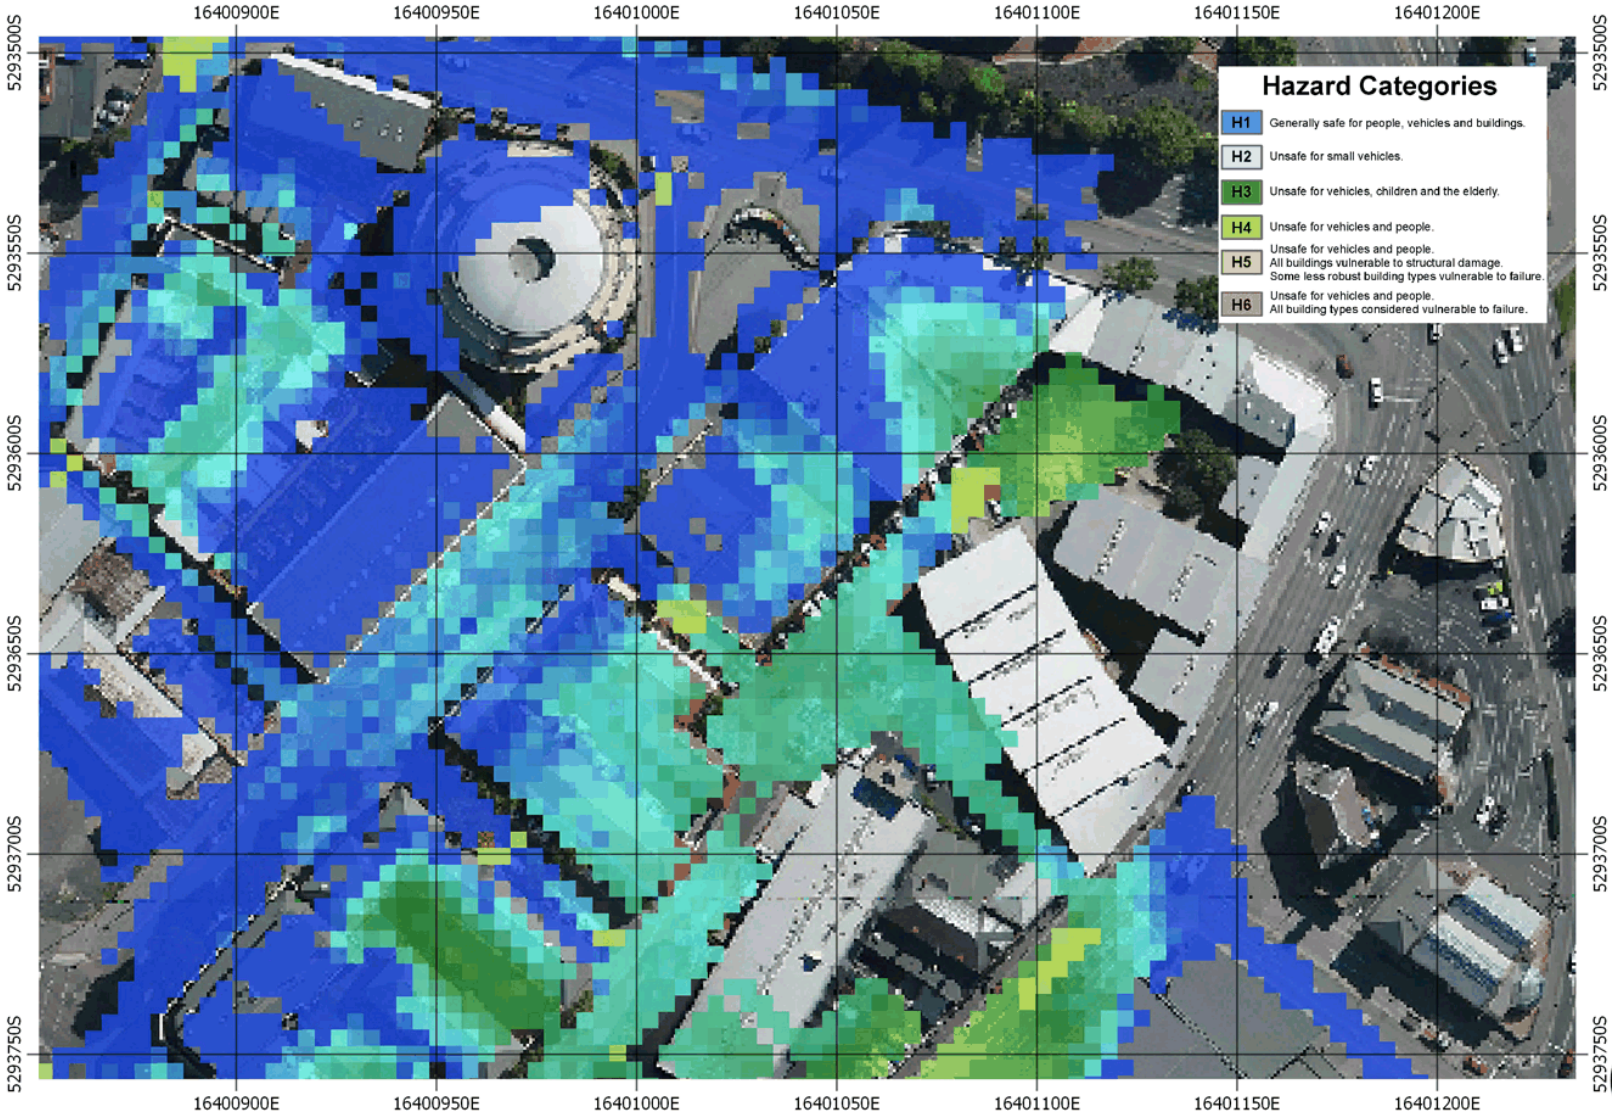 16400900E 16400950E 16401000E 16401050E 16401100E 16401150E 16401200E
5293500S 5293500S
5293550S 5293550S
5293600S 5293600S
5293650S 5293650S
5293700S 5293700S
5293750S 5293750S
Hazard Categories
H1 Generally safe for people, vehicles and buildings.
H2 Unsafe for small vehicles.
H3 Unsafe for vehicles, children and the elderly.
H4 Unsafe for vehicles and people.
Unsafe for vehicles and people.
H5 All buildings vulnerable to structural damage.
Some less robust building types vulnerable to failure.
H6 Unsafe for vehicles and people.
All building types considered vulnerable to failure.
16400900E 16400950E 16401000E 16401050E 16401100E 16401150E 16401200E